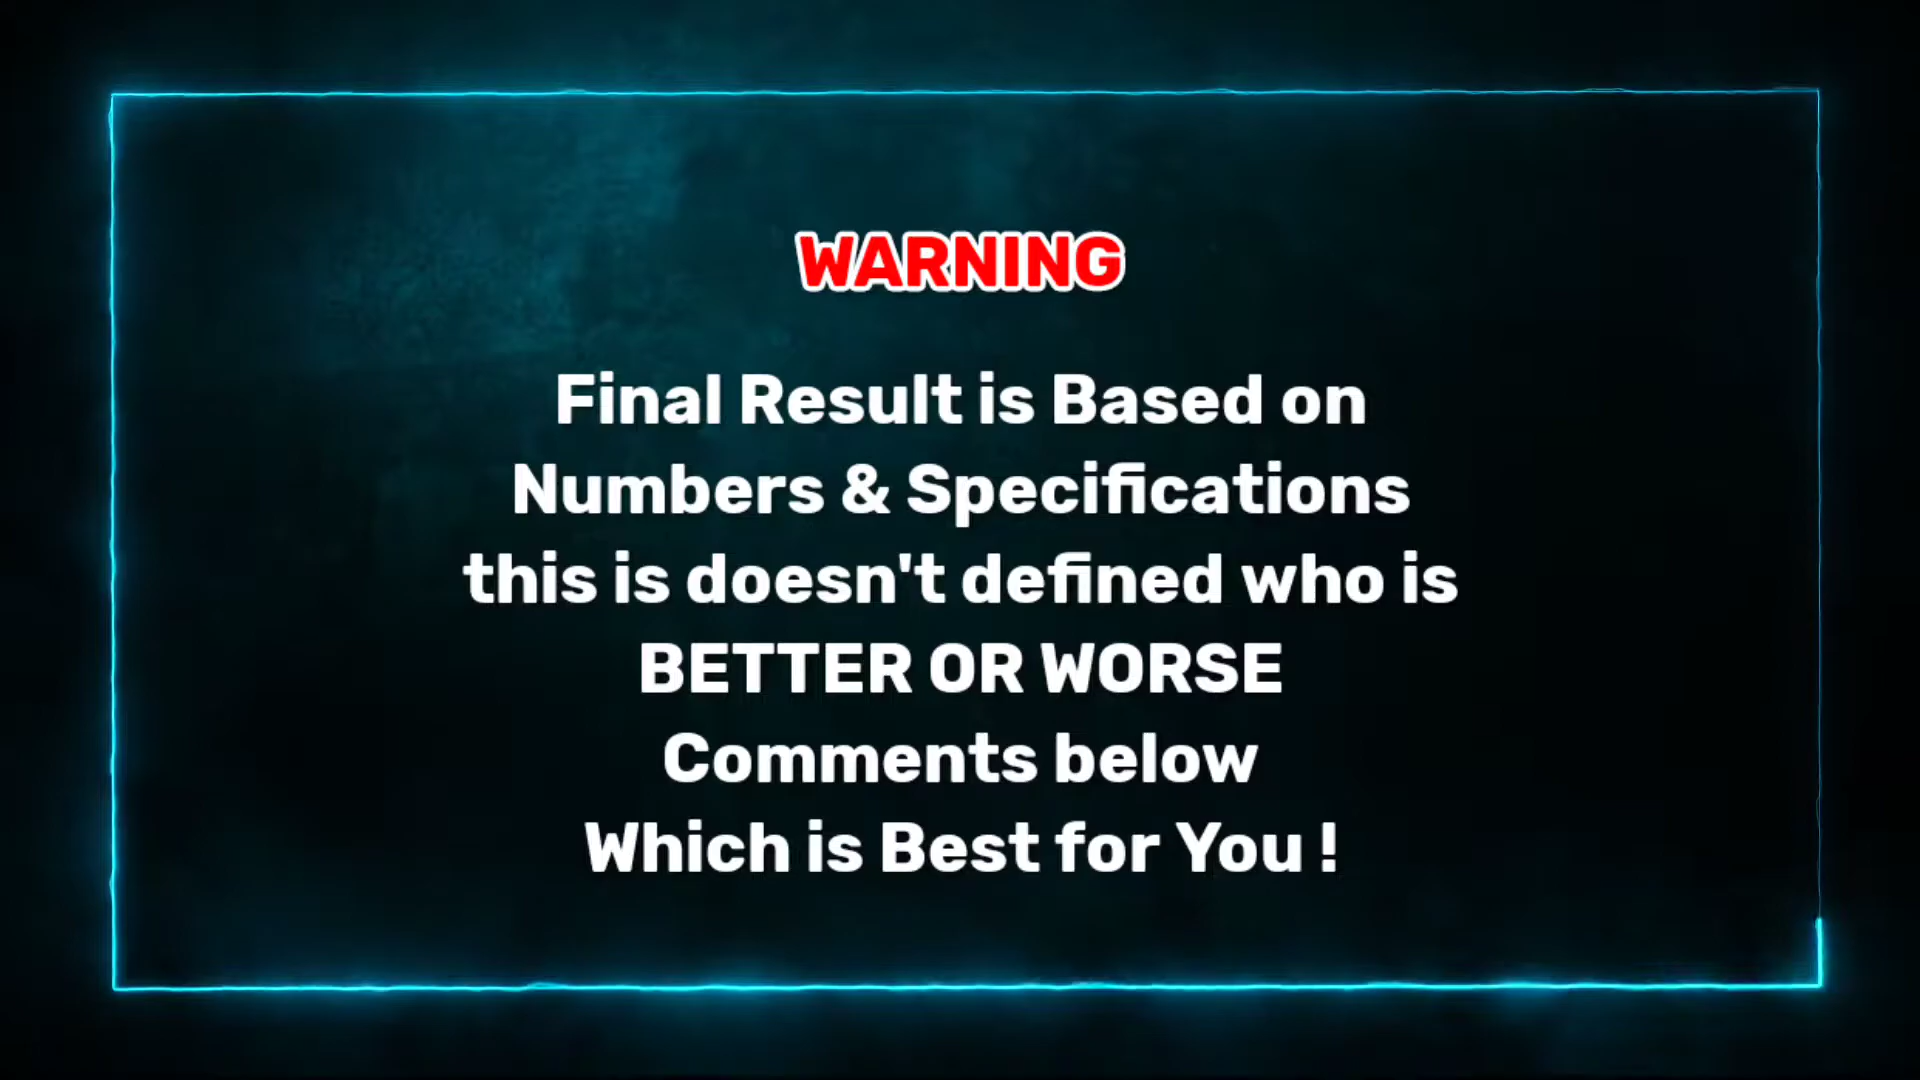 WARNING
Final Result is Based on
Numbers & Specifications
this is doesn't defined who is
BETTER OR WORSE
Comments below
Which is Best for You !